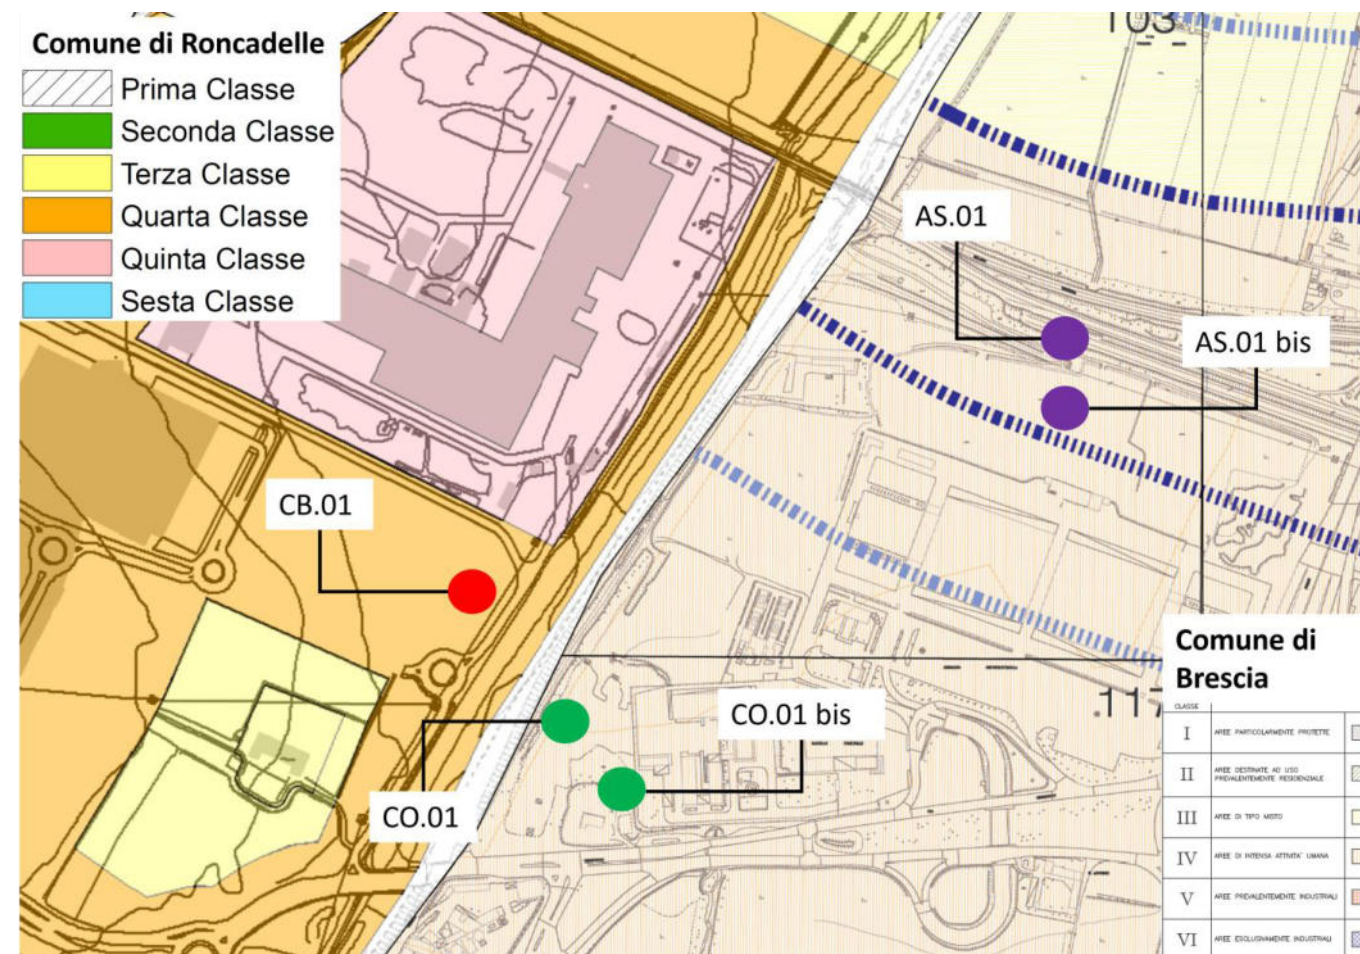 Comune di Roncadelle
Prima Classe
Seconda Classe
Terza Classe
Quarta Classe
Quinta Classe
Sesta Classe
103
AS.01
AS.01 bis
CB.01
CO.01 bis
CO.01
117
Comune di
Brescia
CLASSE
I AREE PARTICOLARMENTE PROTETTE
II AREE DESTINATE AD USO
PREVALENTEMENTE RESIDENZIALE
III AREE DI TIPO MISTO
IV AREE DI INTENSA ATTIVITA' UMANA
V AREE PREVALENTEMENTE INDUSTRIALI
VI AREE ESCLUSIVAMENTE INDUSTRIALI